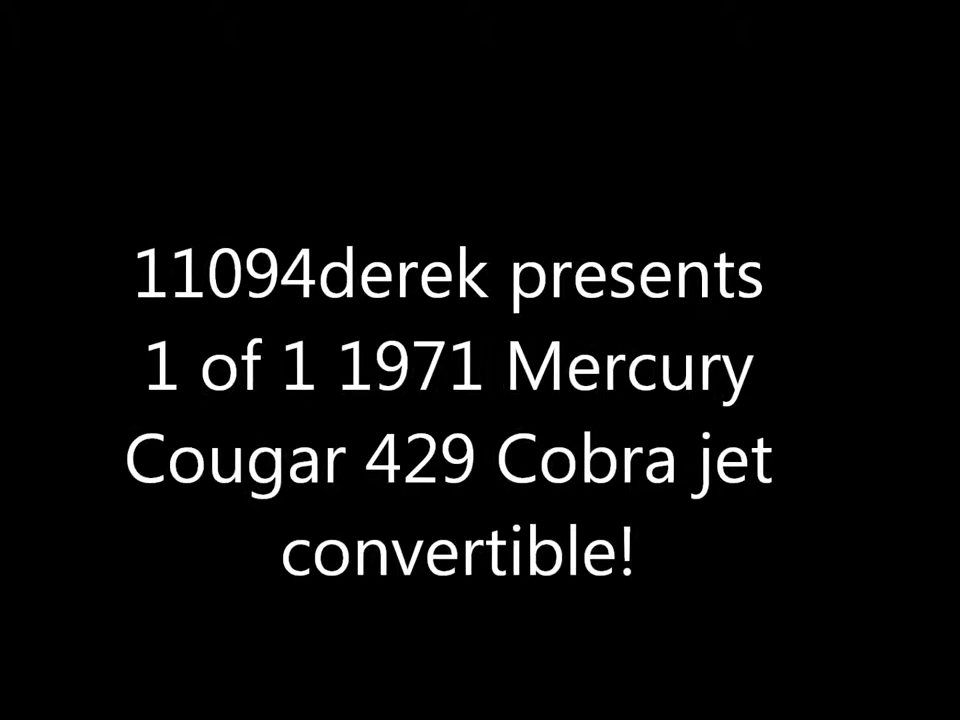 11094derek presents
1 of 1 1971 Mercury
Cougar 429 Cobra jet
convertible!